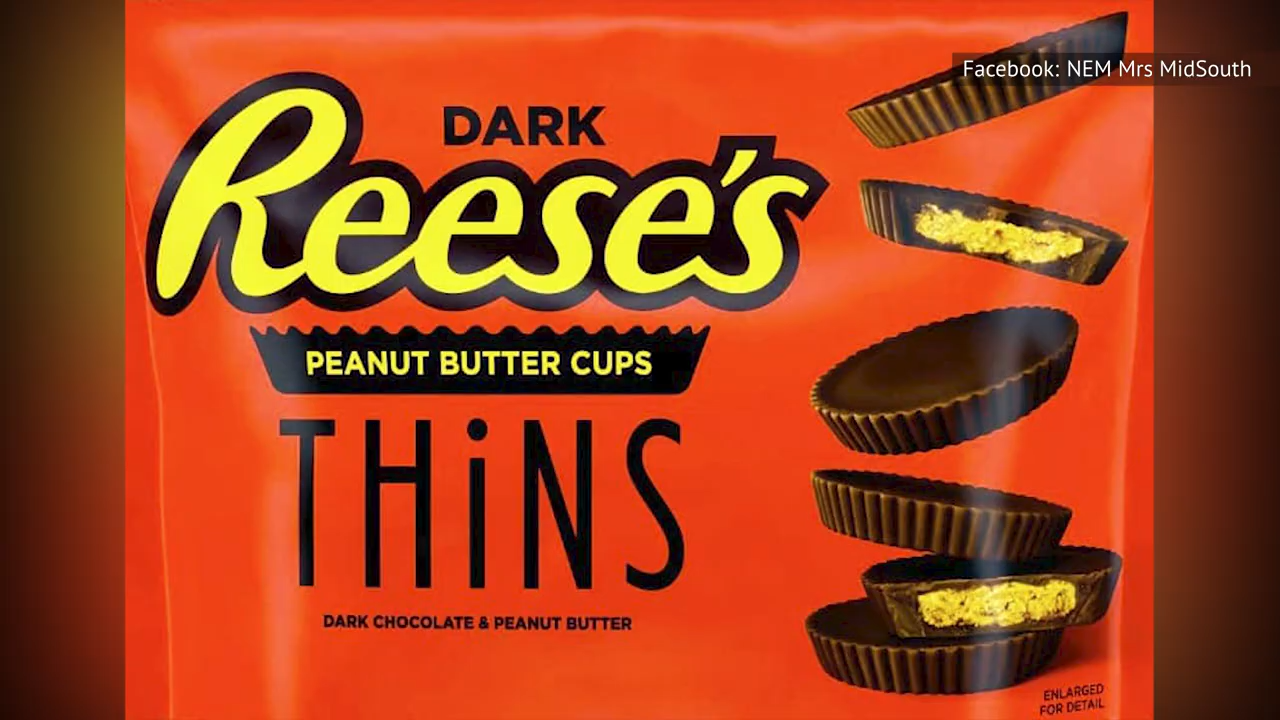 Facebook: NEM Mrs MidSouth
DARK
Reese's
PEANUT BUTTER CUPS
THiNS
DARK CHOCOLATE & PEANUT BUTTER
ENLARGED
FOR DETAIL